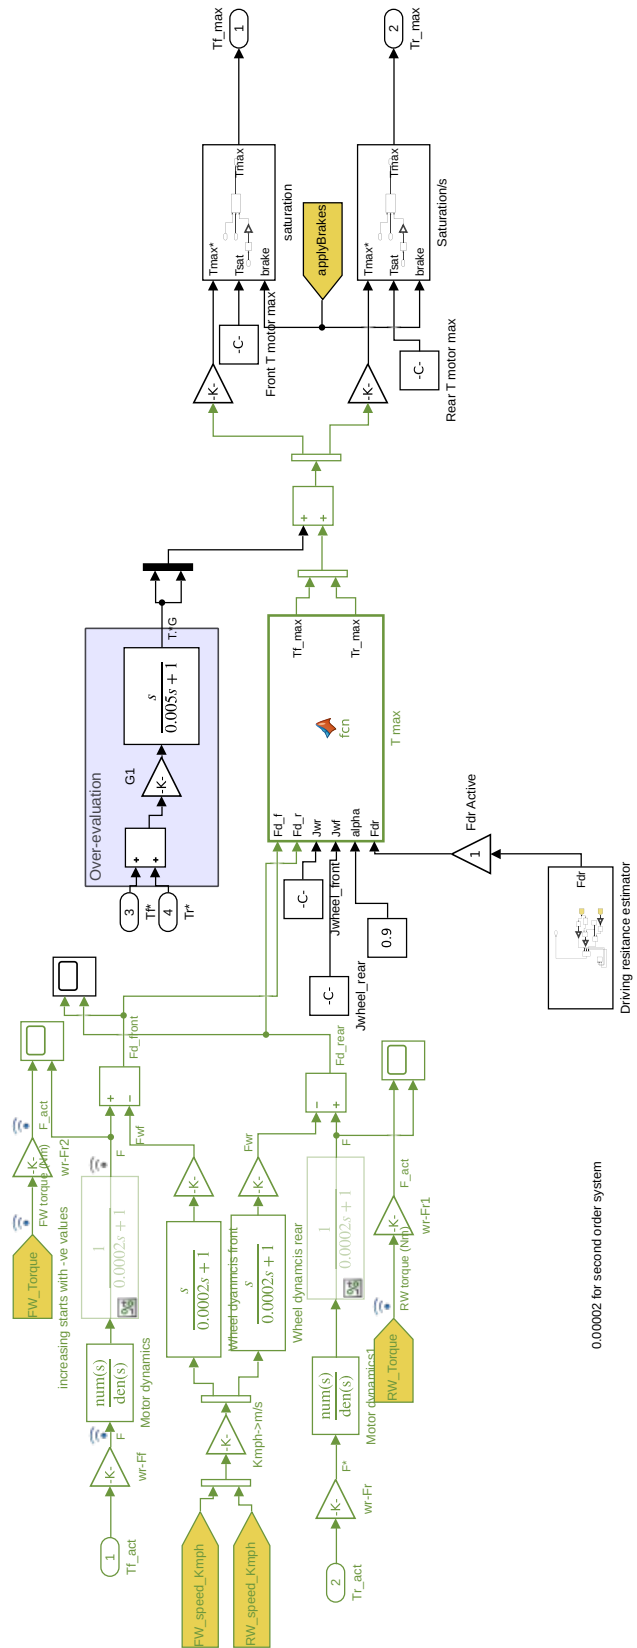 1
Tf_act
-K-
wr-Ff
F
num(s)
den(s)
Motor dynamics
1
0.0002s + 1
F
+
−
Fd_front
FW_Torque
FW torque (Nm)
-K-
wr-Fr2
F_act
increasing starts with -ve values
FW_speed_Kmph
RW_speed_Kmph
-K-
Kmph->m/s
s
0.0002s + 1
Wheel dyanmcis front
-K-
Fwf
s
0.0002s + 1
Wheel dynamcis rear
-K-
Fwr
2
Tr_act
-K-
wr-Fr
F*
num(s)
den(s)
Motor dynamics1
1
0.0002s + 1
F
−
+
Fd_rear
RW_Torque
RW torque (Nm)
-K-
wr-Fr1
F_act
0.00002 for second order system
Over-evaluation
3
Tf*
4
Tr*
+
+
-K-
G1
s
0.005s + 1
T.*G
-C-
Jwheel_front
-C-
Jwheel_rear
0.9
Fdr
Driving resitance estimator
1
Fdr Active
Fd_f
Fd_r
Jwr
Jwf
alpha
Fdr
fcn
Tf_max
Tr_max
T max
+
+
-K-
-K-
-C-
Front T motor max
-C-
Rear T motor max
applyBrakes
Tmax*
Tsat
brake
Tmax
saturation
Tmax*
Tsat
brake
Tmax
Saturation/s
1
Tf_max
2
Tr_max